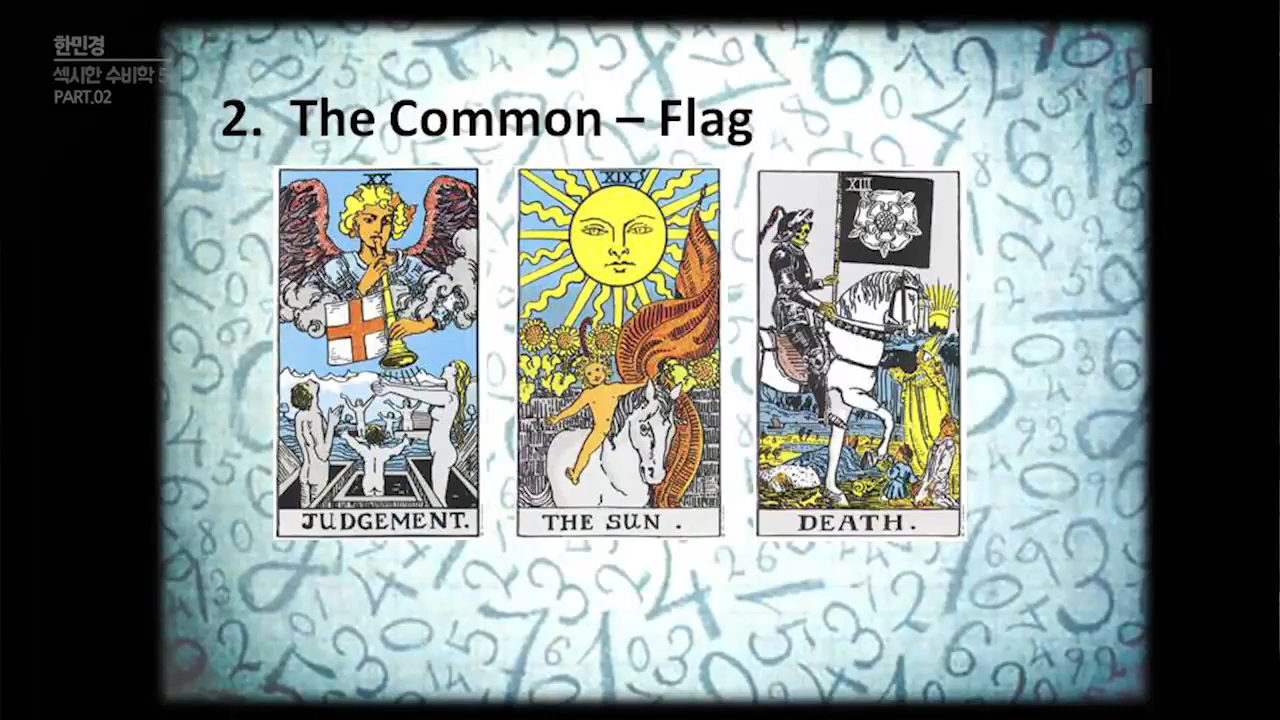 한민경
섹시한 수비학 5
PART.02
2. The Common – Flag
XX
XIX
XIII
JUDGEMENT.
THE SUN .
DEATH.